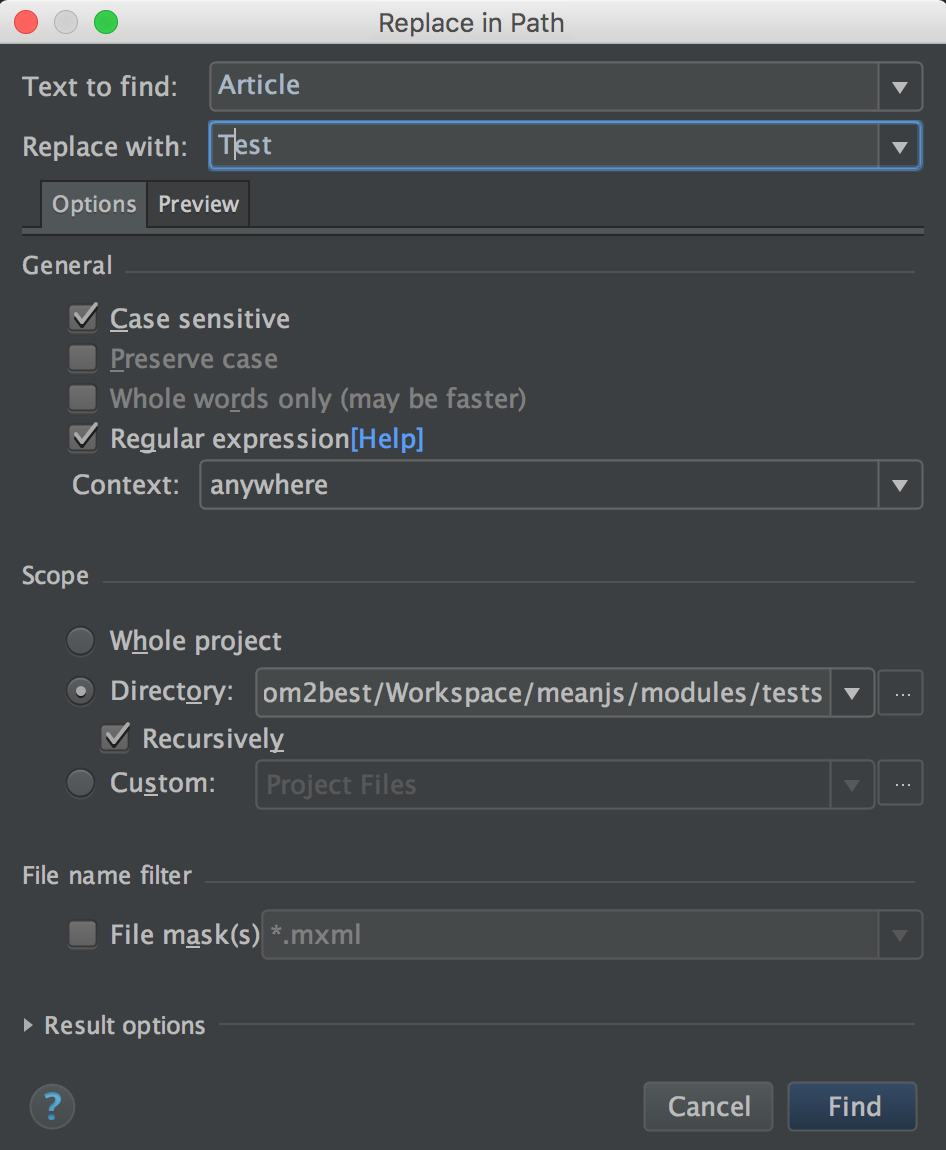 Replace in Path
Text to find: Article
Replace with: Test
Options Preview
General
Case sensitive
Preserve case
Whole words only (may be faster)
Regular expression[Help]
Context: anywhere
Scope
Whole project
Directory: om2best/Workspace/meanjs/modules/tests ...
Recursively
Custom: Project Files ...
File name filter
File mask(s) *.mxml
Result options
? Cancel Find